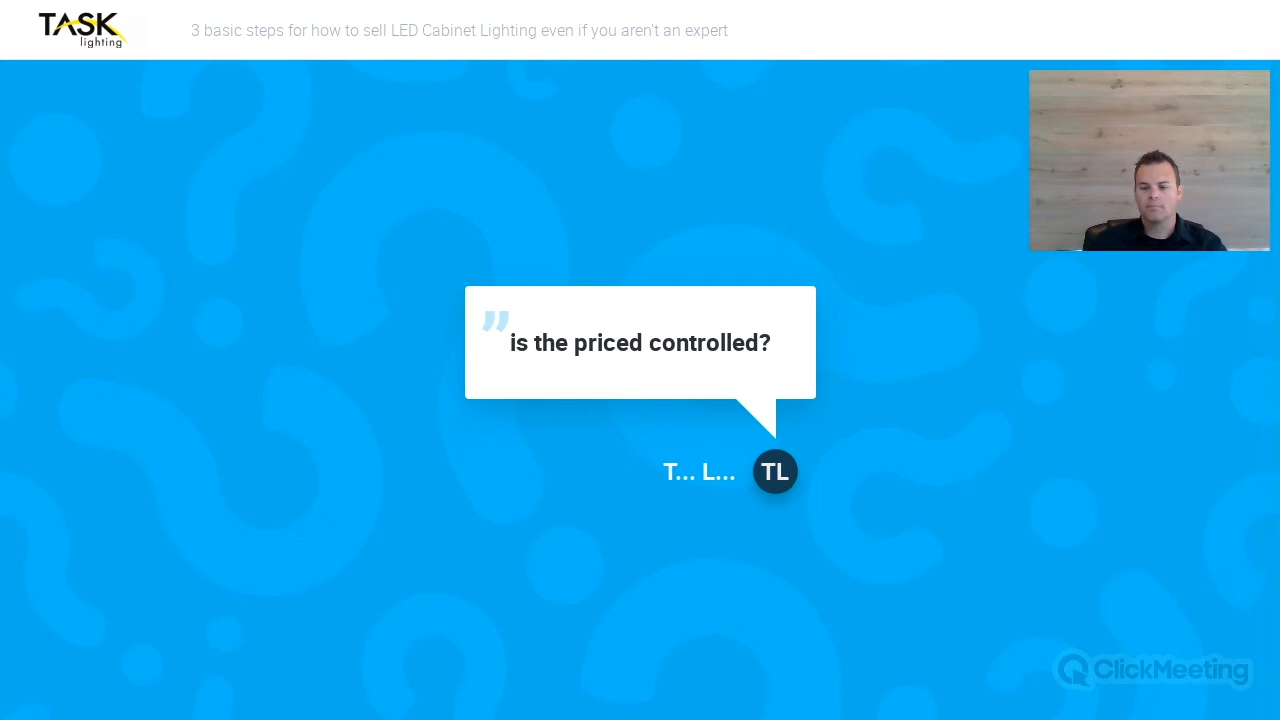 TASK
lighting
3 basic steps for how to sell LED Cabinet Lighting even if you aren't an expert
" is the priced controlled?
T... L... TL
ClickMeeting